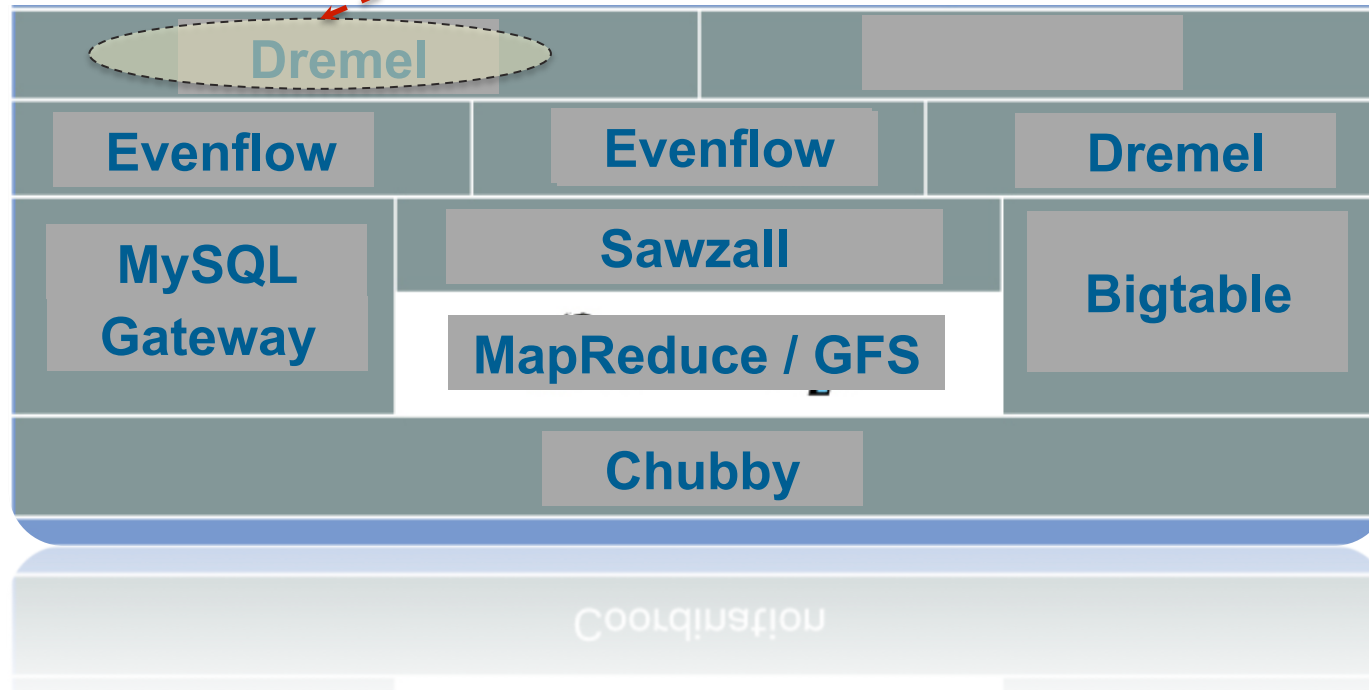 Dremel
Evenflow Evenflow Dremel
MySQL
Gateway
Sawzall
MapReduce / GFS
Bigtable
Chubby
Coordination